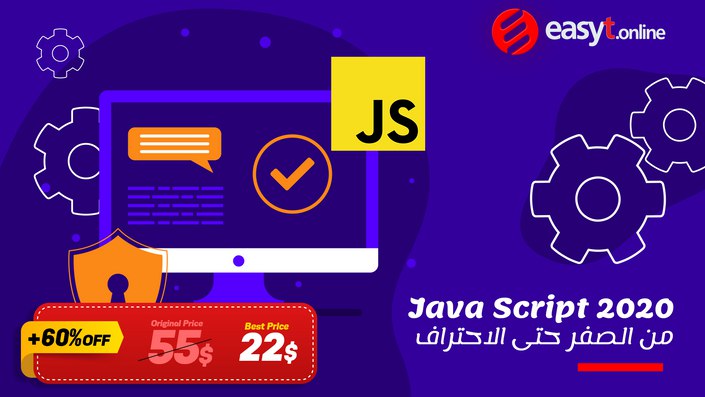 easyt.online
JS
Java Script 2020
من الصفر حتى الاحتراف
+60%OFF
Original Price
55$
Best Price
22$